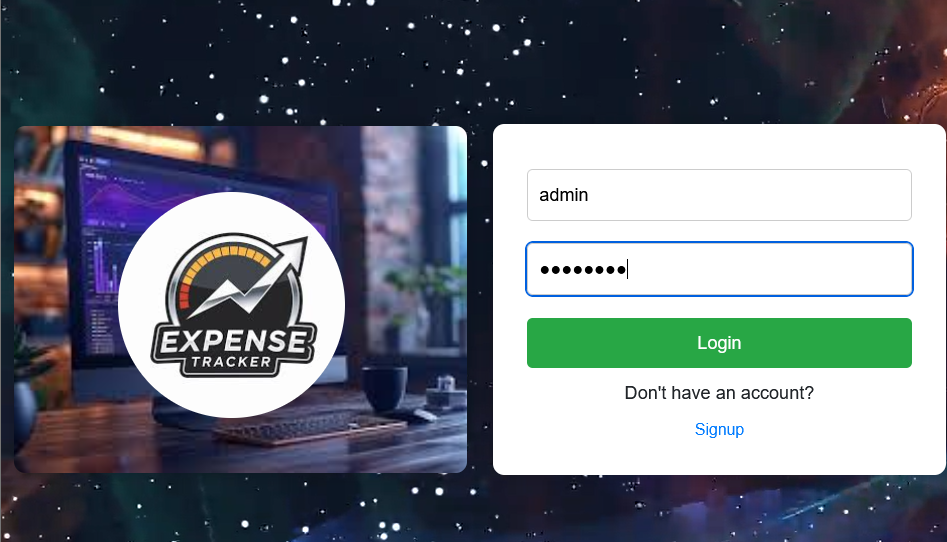 EXPENSE
TRACKER
admin
••••••••
Login
Don't have an account?
Signup